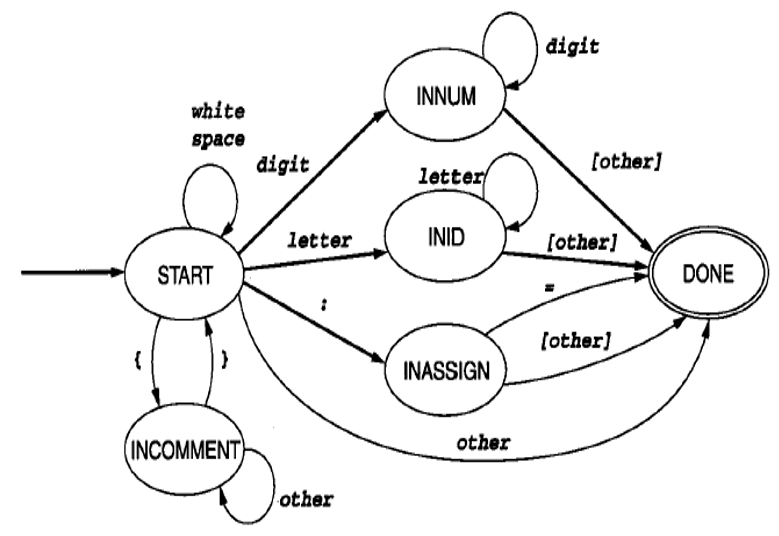 digit
INNUM
white
space
digit
[other]
letter
letter
INID
[other]
START
DONE
:
=
{
}
INASSIGN
[other]
INCOMMENT
other
other